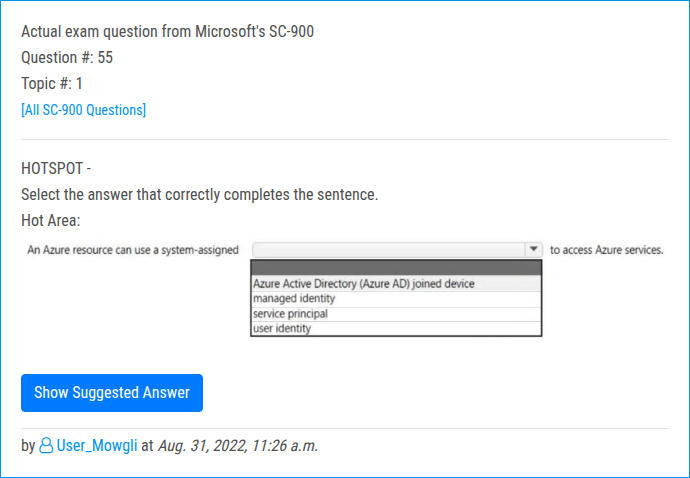 Actual exam question from Microsoft's SC-900
Question #: 55
Topic #: 1
[All SC-900 Questions]
HOTSPOT -
Select the answer that correctly completes the sentence.
Hot Area:
An Azure resource can use a system-assigned to access Azure services.
Azure Active Directory (Azure AD) joined device
managed identity
service principal
user identity
Show Suggested Answer
by User_Mowgli at Aug. 31, 2022, 11:26 a.m.